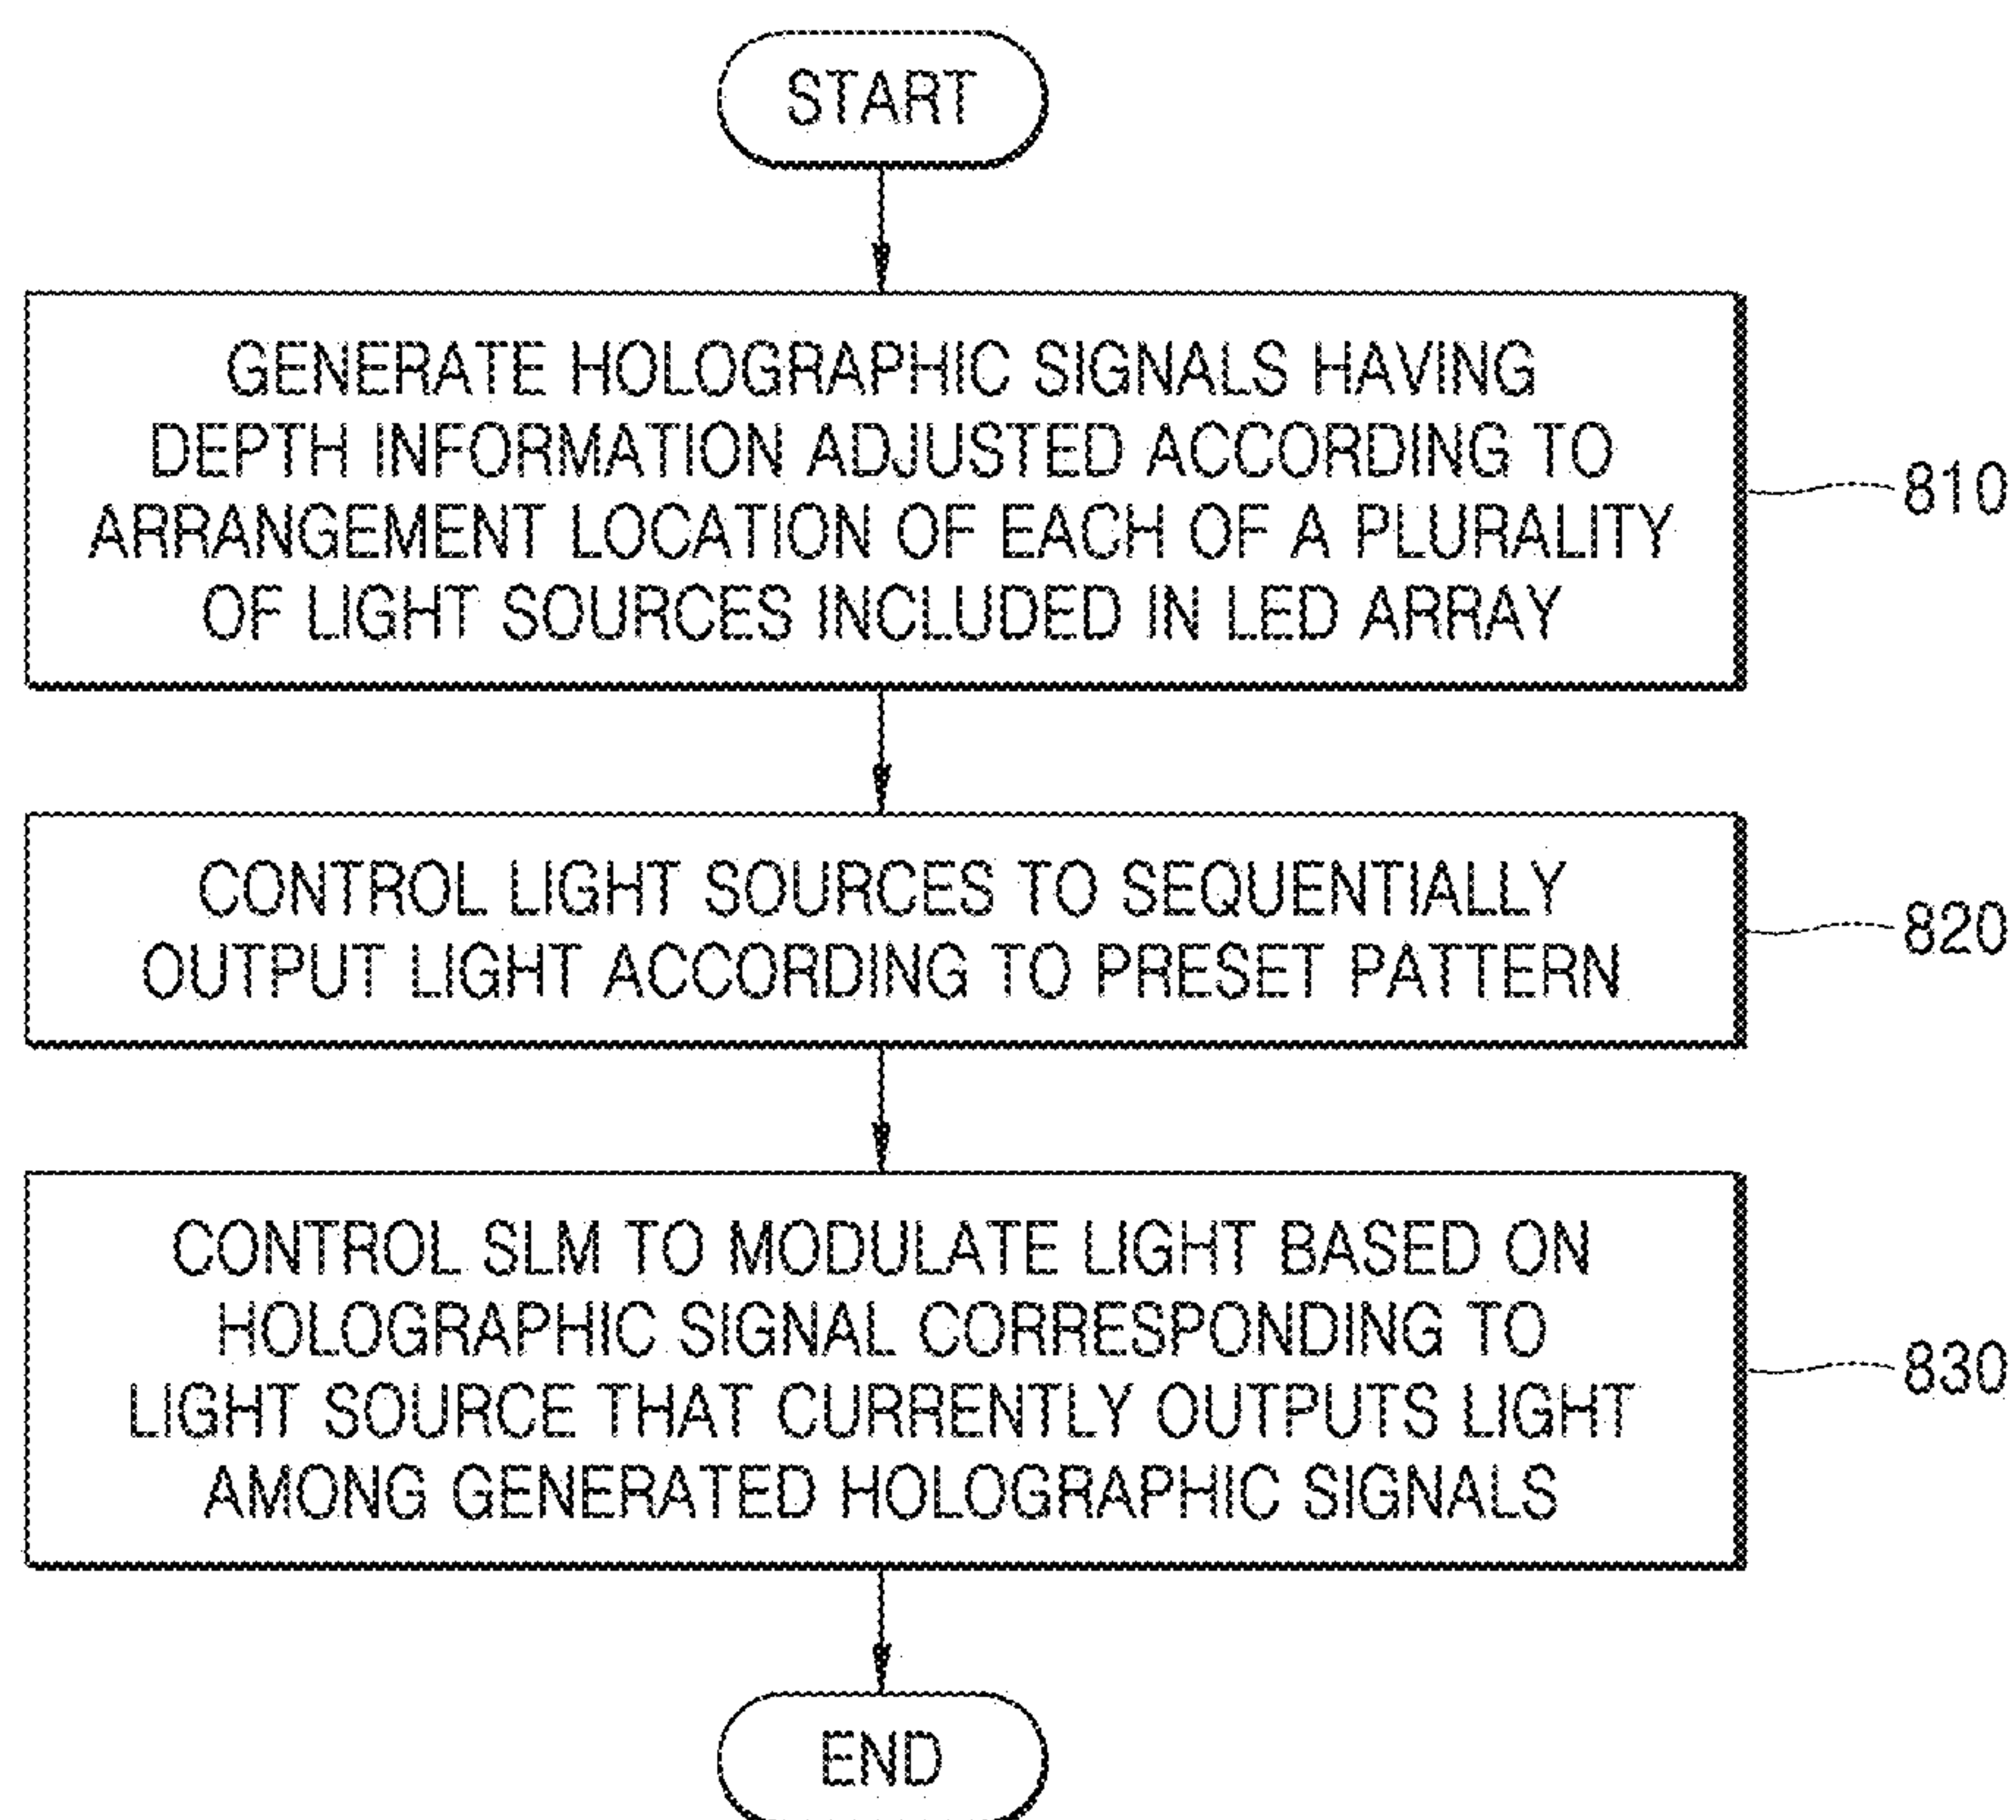 START
GENERATE HOLOGRAPHIC SIGNALS HAVING
DEPTH INFORMATION ADJUSTED ACCORDING TO
ARRANGEMENT LOCATION OF EACH OF A PLURALITY
OF LIGHT SOURCES INCLUDED IN LED ARRAY
810
CONTROL LIGHT SOURCES TO SEQUENTIALLY
OUTPUT LIGHT ACCORDING TO PRESET PATTERN
820
CONTROL SLM TO MODULATE LIGHT BASED ON
HOLOGRAPHIC SIGNAL CORRESPONDING TO
LIGHT SOURCE THAT CURRENTLY OUTPUTS LIGHT
AMONG GENERATED HOLOGRAPHIC SIGNALS
830
END